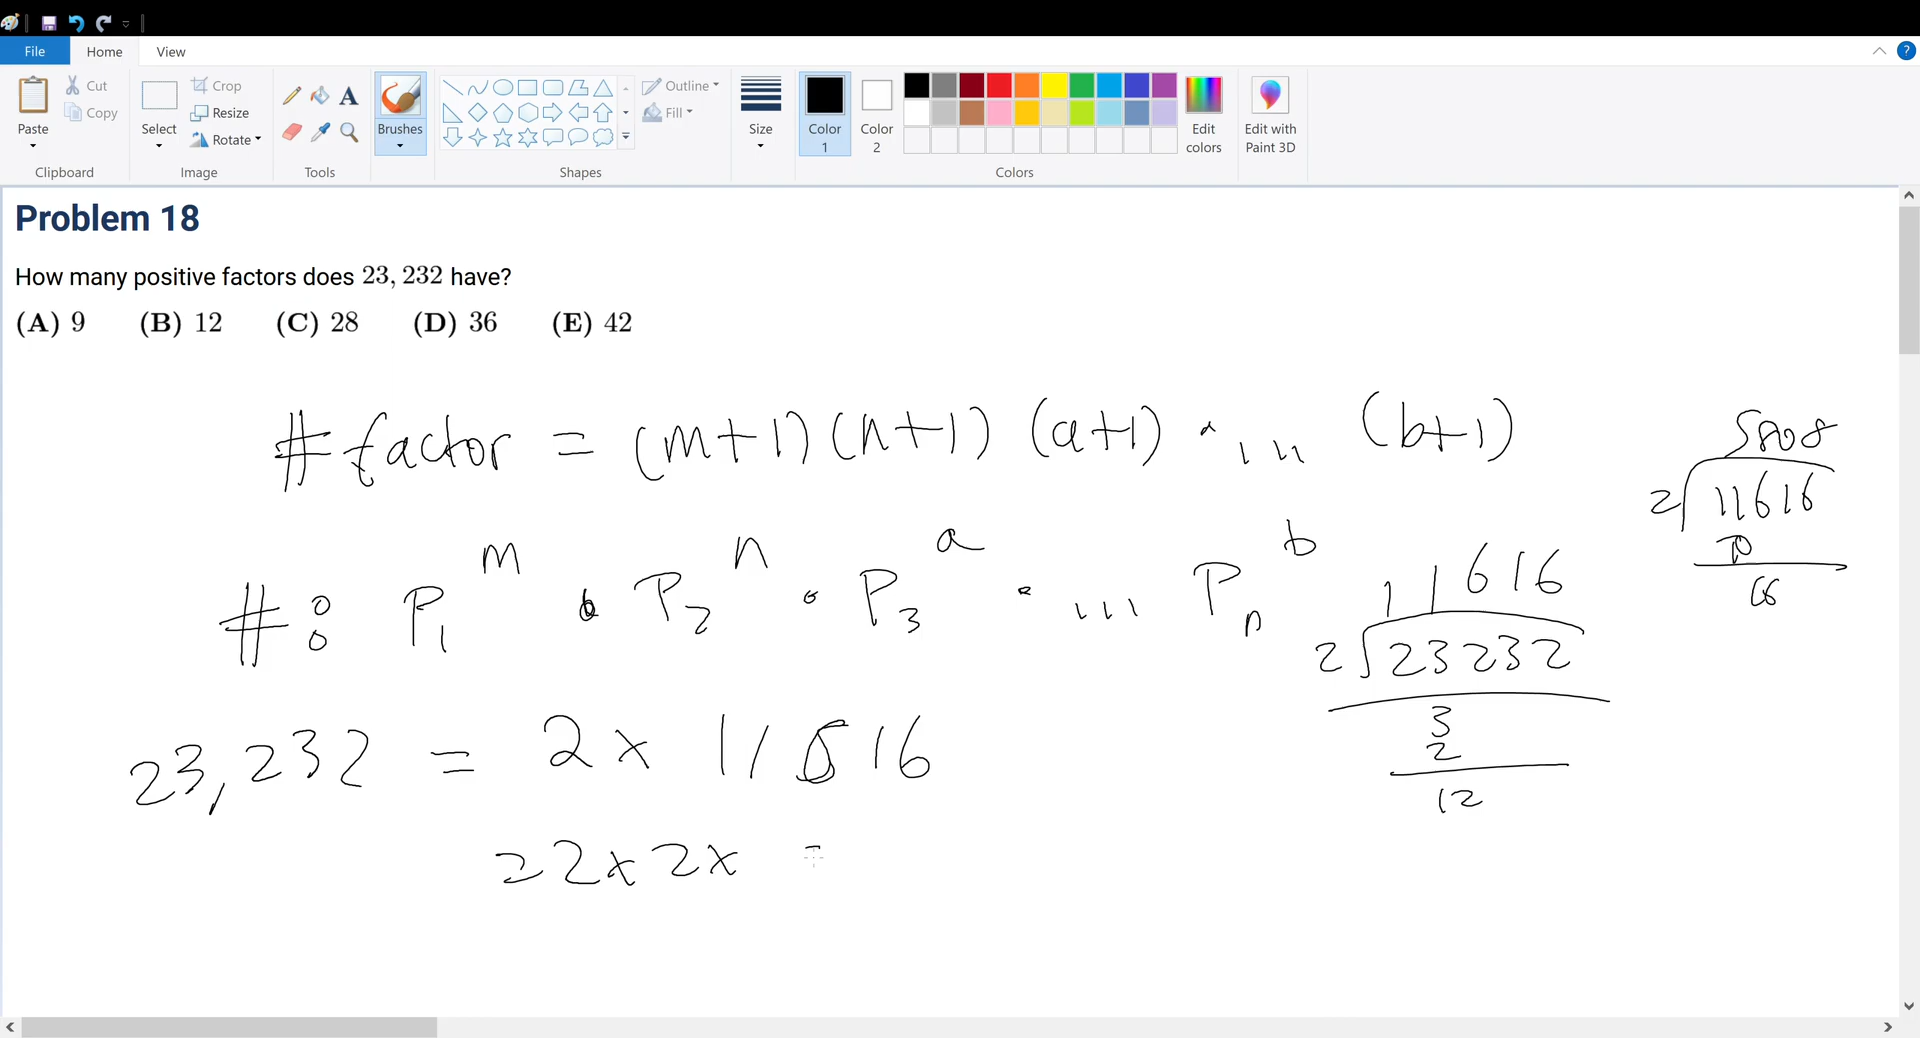 File Home View
Paste Cut Copy Clipboard
Select Crop Resize Rotate Image
Tools
Brushes
Outline Fill Shapes
Size
Color 1 Color 2 Edit colors Colors
Edit with Paint 3D
Problem 18
How many positive factors does 23, 232 have?
(A) 9 (B) 12 (C) 28 (D) 36 (E) 42
# factor = (m+1)(n+1)(a+1) · ... (b+1)
5808
2 11616
10
16
#: P₁^m · P₂^n · P₃^a · ... Pₙ^b
11616
2 23232
3
2
12
23,232 = 2 x 11616
= 2x2x